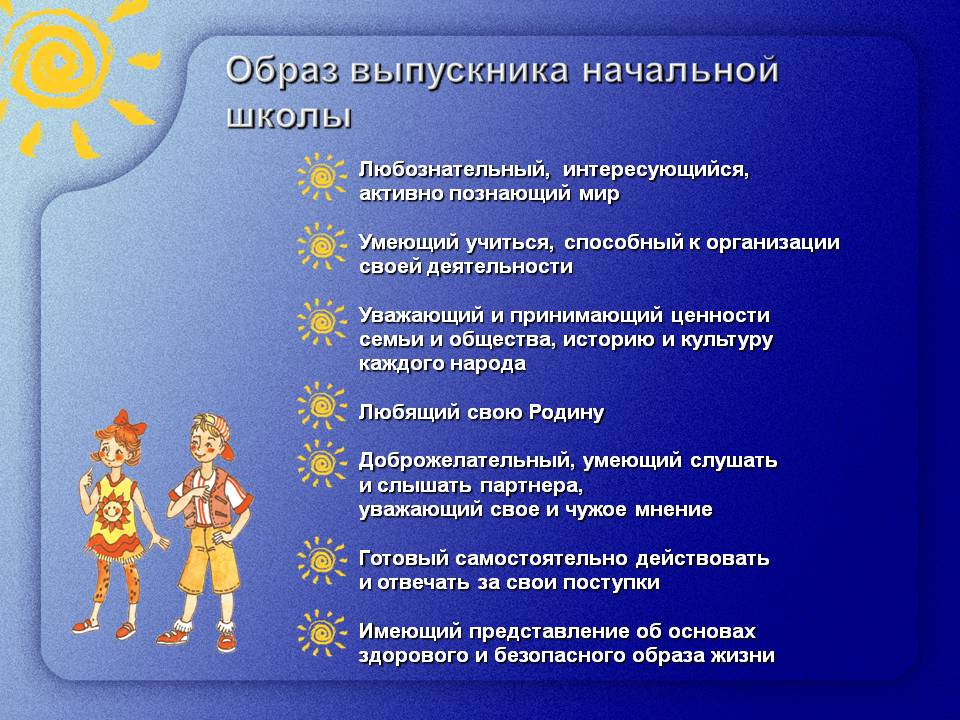 Образ выпускника начальной
школы
Любознательный, интересующийся,
активно познающий мир
Умеющий учиться, способный к организации
своей деятельности
Уважающий и принимающий ценности
семьи и общества, историю и культуру
каждого народа
Любящий свою Родину
Доброжелательный, умеющий слушать
и слышать партнера,
уважающий свое и чужое мнение
Готовый самостоятельно действовать
и отвечать за свои поступки
Имеющий представление об основах
здорового и безопасного образа жизни